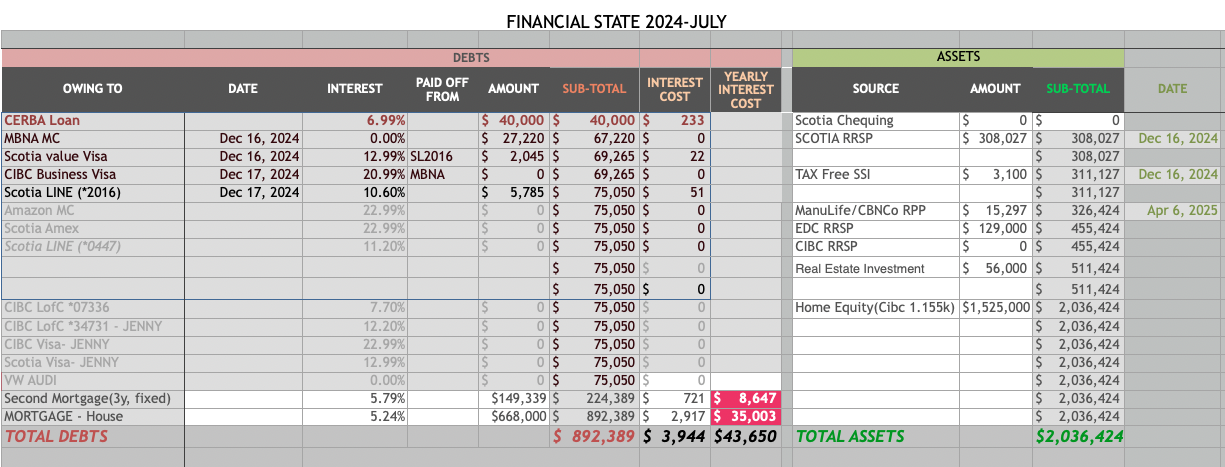 FINANCIAL STATE 2024-JULY
DEBTS ASSETS
OWING TO DATE INTEREST PAID OFF FROM AMOUNT SUB-TOTAL INTEREST COST YEARLY INTEREST COST SOURCE AMOUNT SUB-TOTAL DATE
CERBA Loan 6.99% $ 40,000 $ 40,000 $ 233 Scotia Chequing $ 0 $ 0
MBNA MC Dec 16, 2024 0.00% $ 27,220 $ 67,220 $ 0 SCOTIA RRSP $ 308,027 $ 308,027 Dec 16, 2024
Scotia value Visa Dec 16, 2024 12.99% SL2016 $ 2,045 $ 69,265 $ 22 $ 308,027
CIBC Business Visa Dec 17, 2024 20.99% MBNA $ 0 $ 69,265 $ 0 TAX Free SSI $ 3,100 $ 311,127 Dec 16, 2024
Scotia LINE (*2016) Dec 17, 2024 10.60% $ 5,785 $ 75,050 $ 51 $ 311,127
Amazon MC 22.99% $ 0 $ 75,050 $ 0 ManuLife/CBNCo RPP $ 15,297 $ 326,424 Apr 6, 2025
Scotia Amex 22.99% $ 0 $ 75,050 $ 0 EDC RRSP $ 129,000 $ 455,424
Scotia LINE (*0447) 11.20% $ 0 $ 75,050 $ 0 CIBC RRSP $ 0 $ 455,424
$ 75,050 $ 0 Real Estate Investment $ 56,000 $ 511,424
$ 75,050 $ 0 $ 511,424
CIBC LofC *07336 7.70% $ 0 $ 75,050 $ 0 Home Equity(Cibc 1.155k) $1,525,000 $ 2,036,424
CIBC LofC *34731 - JENNY 12.20% $ 0 $ 75,050 $ 0 $ 2,036,424
CIBC Visa- JENNY 22.99% $ 0 $ 75,050 $ 0 $ 2,036,424
Scotia Visa- JENNY 12.99% $ 0 $ 75,050 $ 0 $ 2,036,424
VW AUDI 0.00% $ 0 $ 75,050 $ 0 $ 2,036,424
Second Mortgage(3y, fixed) 5.79% $149,339 $ 224,389 $ 721 $ 8,647 $ 2,036,424
MORTGAGE - House 5.24% $668,000 $ 892,389 $ 2,917 $ 35,003 $ 2,036,424
TOTAL DEBTS $ 892,389 $ 3,944 $43,650 TOTAL ASSETS $2,036,424